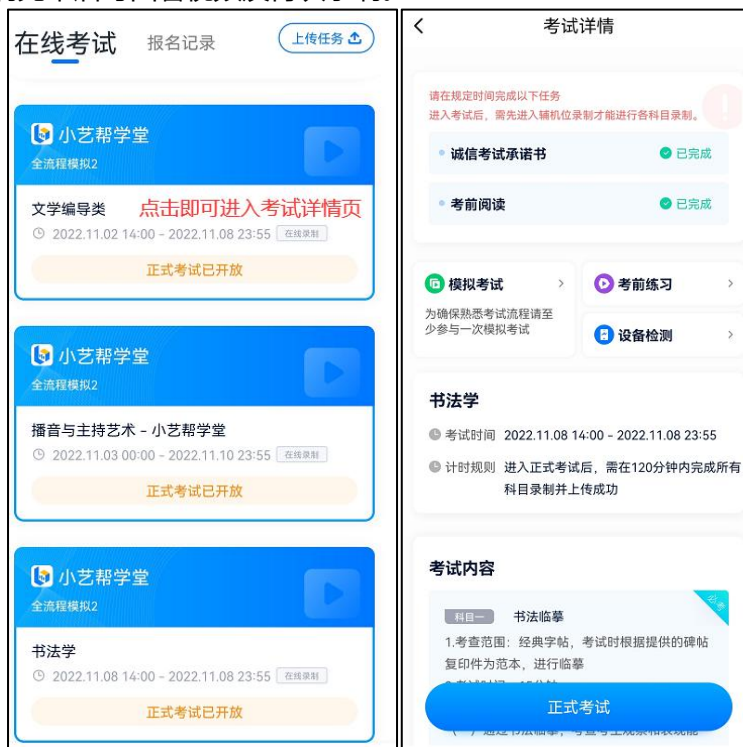 在线考试
报名记录
上传任务
小艺帮学堂
全流程模拟2
文学编导类
点击即可进入考试详情页
2022.11.02 14:00 - 2022.11.08 23:55
在线录制
正式考试已开放
小艺帮学堂
全流程模拟2
播音与主持艺术 - 小艺帮学堂
2022.11.03 00:00 - 2022.11.10 23:55
在线录制
正式考试已开放
小艺帮学堂
全流程模拟2
书法学
2022.11.08 14:00 - 2022.11.08 23:55
在线录制
正式考试已开放
考试详情
请在规定时间完成以下任务
进入考试后，需先进入辅机位录制才能进行各科目录制。
诚信考试承诺书
已完成
考前阅读
已完成
模拟考试
为确保熟悉考试流程请至
少参与一次模拟考试
考前练习
设备检测
书法学
考试时间 2022.11.08 14:00 - 2022.11.08 23:55
计时规则 进入正式考试后，需在120分钟内完成所有
科目录制并上传成功
考试内容
必考
科目一 书法临摹
1.考查范围：经典字帖，考试时根据提供的碑帖
复印件为范本，进行临摹
正式考试